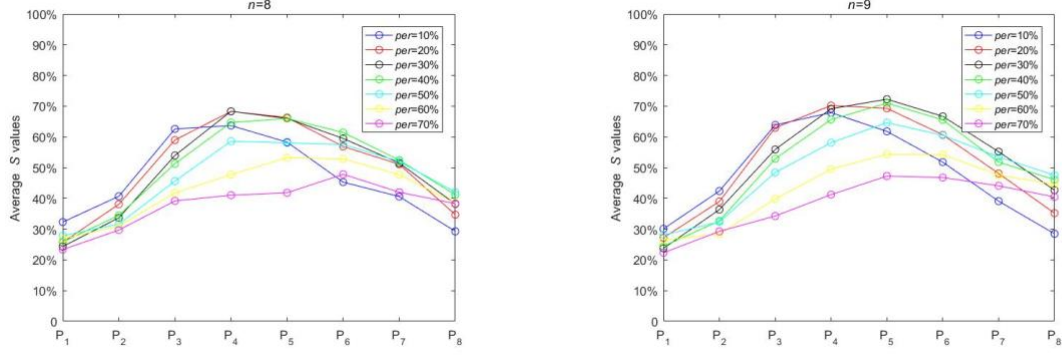 n=8
100%
90%
80%
70%
60%
50%
40%
30%
20%
10%
0
Average S values
P1 P2 P3 P4 P5 P6 P7 P8
per=10%
per=20%
per=30%
per=40%
per=50%
per=60%
per=70%
n=9
100%
90%
80%
70%
60%
50%
40%
30%
20%
10%
0
Average S values
P1 P2 P3 P4 P5 P6 P7 P8
per=10%
per=20%
per=30%
per=40%
per=50%
per=60%
per=70%